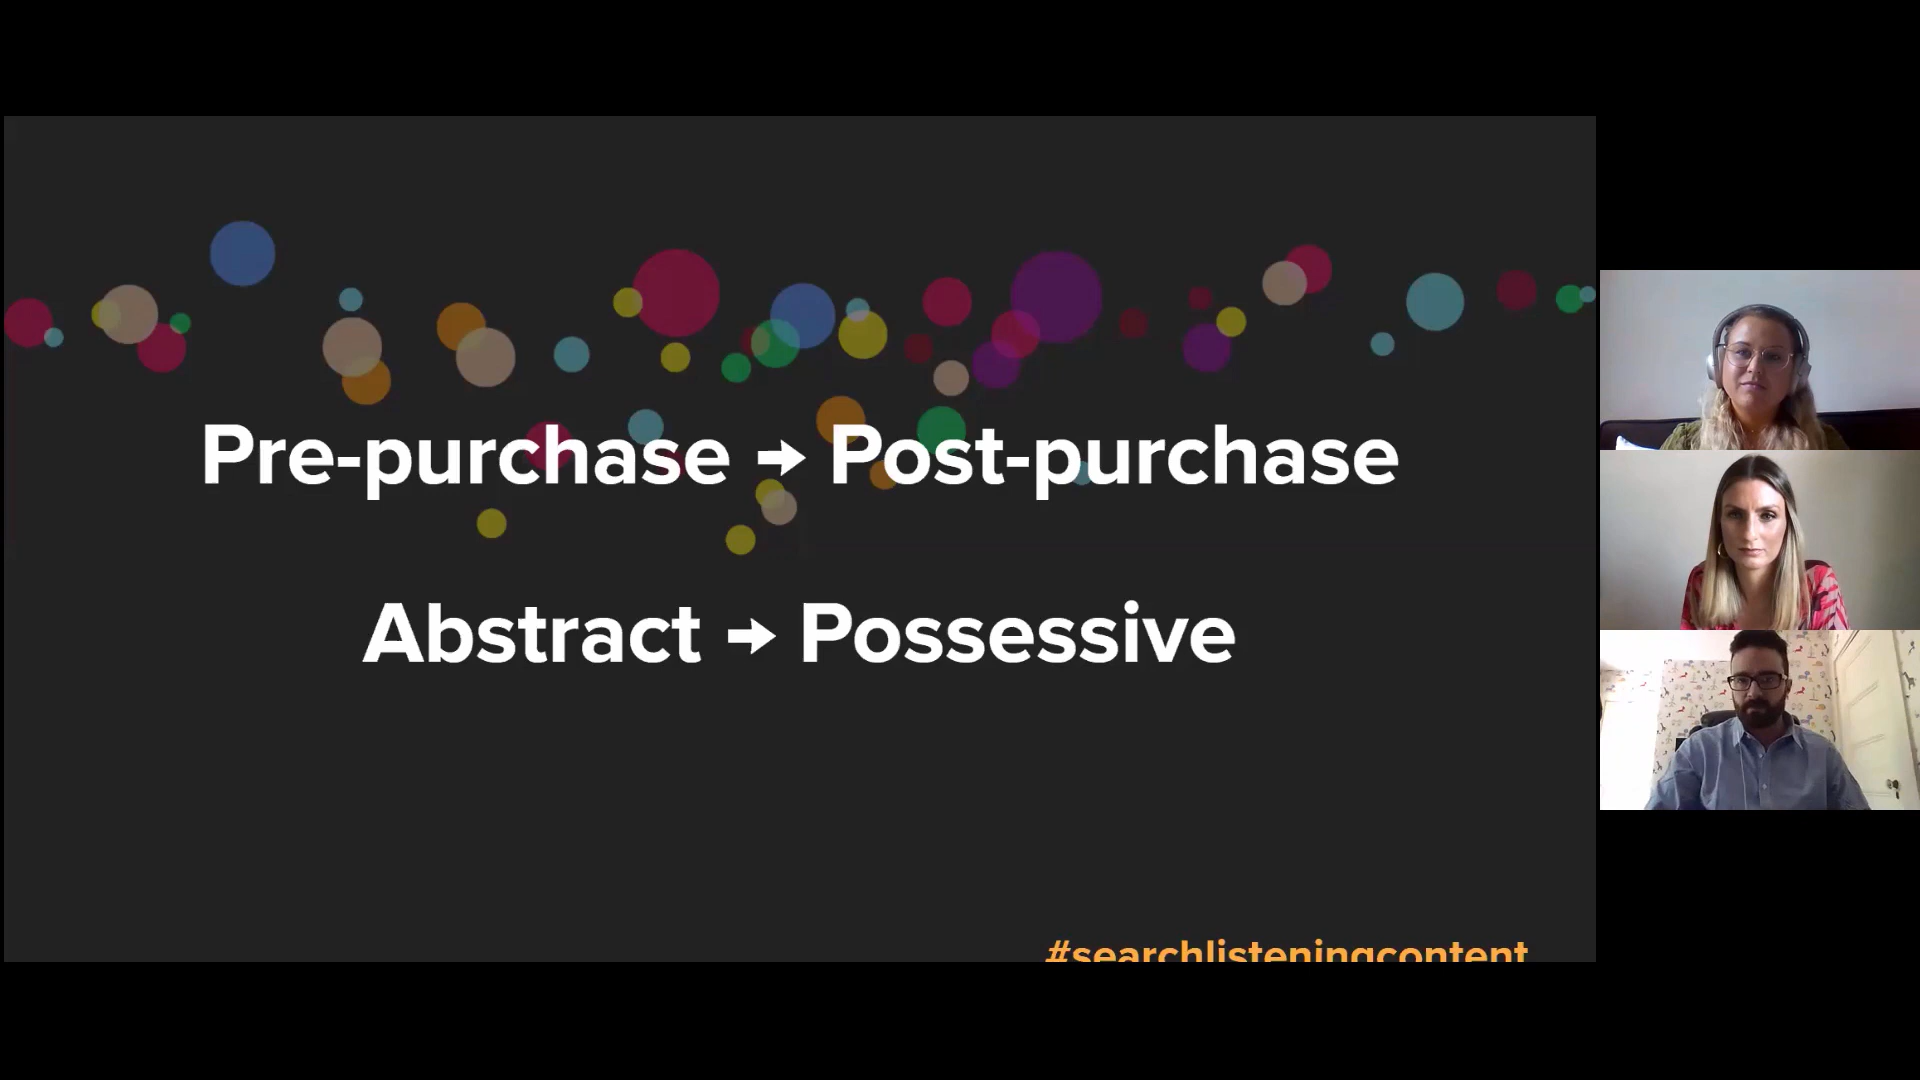 Pre-purchase → Post-purchase
Abstract → Possessive
#searchlisteningcontent